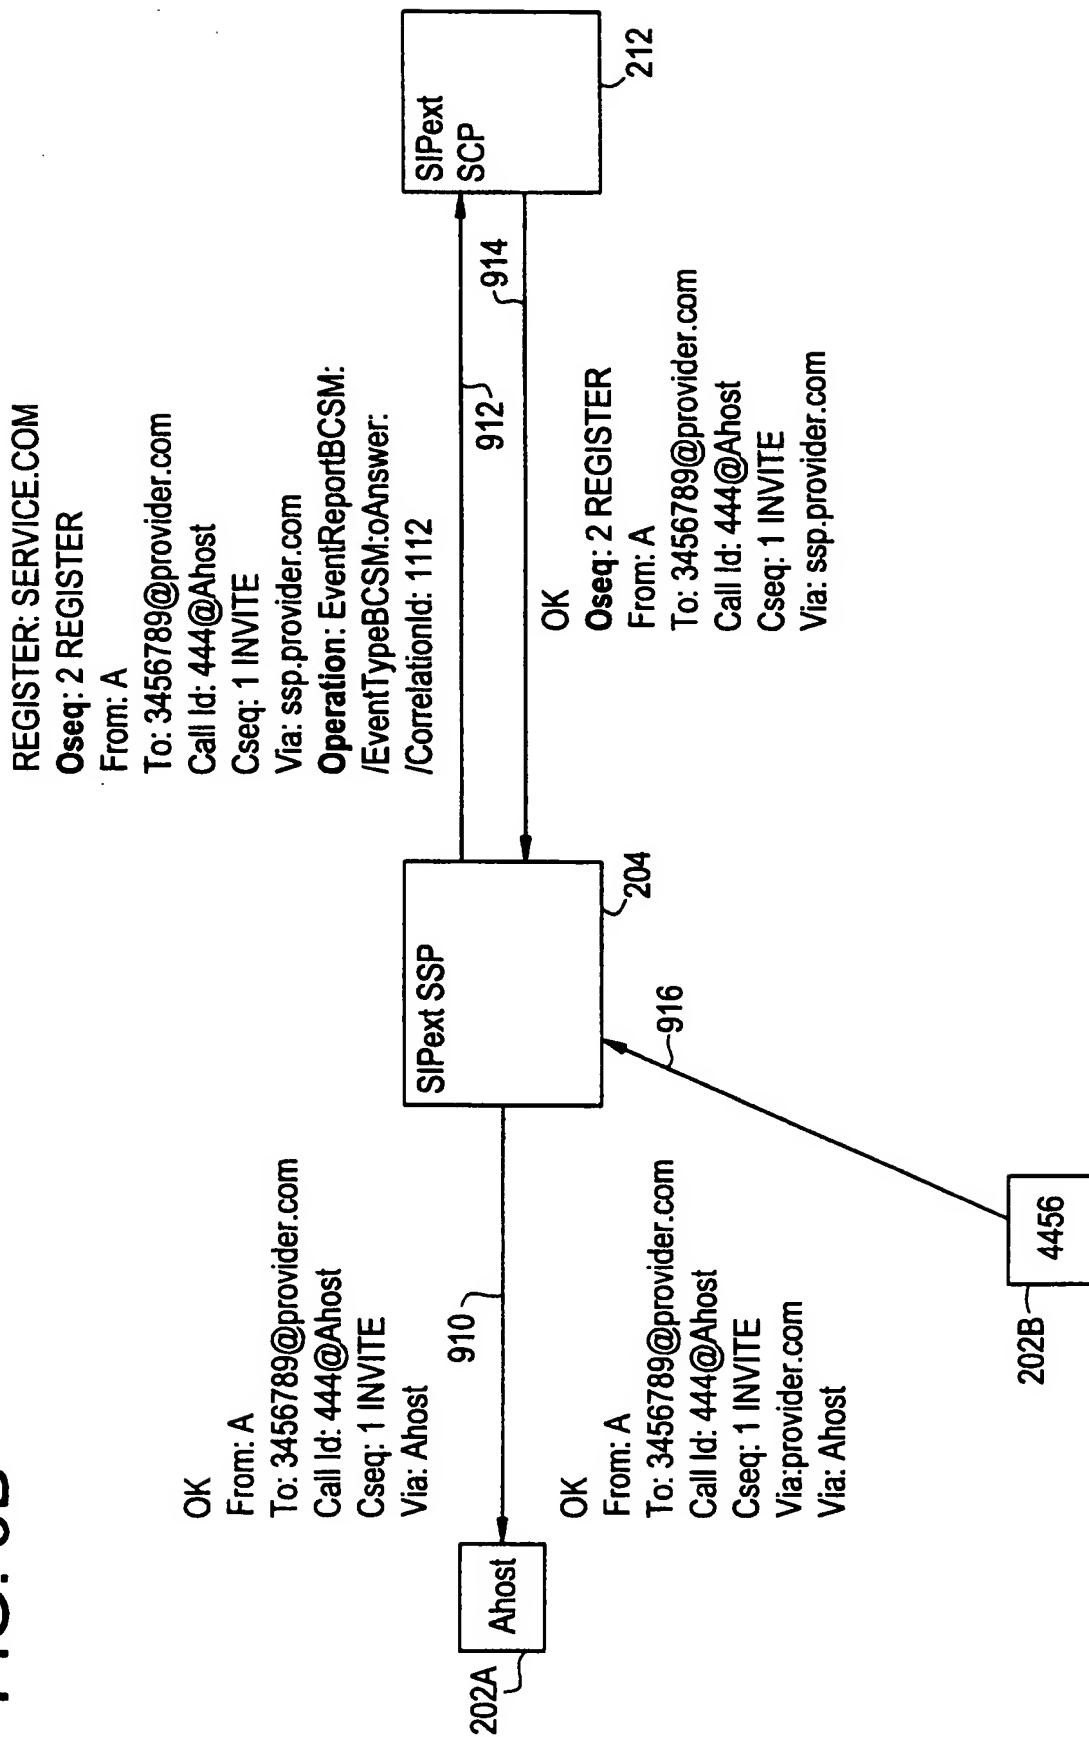 REGISTER: SERVICE.COM
Oseq: 2 REGISTER
From: A
To: 3456789@provider.com
Call Id: 444@Ahost
Cseq: 1 INVITE
Via: ssp.provider.com
Operation: EventReportBCSM:
/EventTypeBCSM:oAnswer:
/CorrelationId: 1112
OK
From: A
To: 3456789@provider.com
Call Id: 444@Ahost
Cseq: 1 INVITE
Via: Ahost
910
Ahost
202A
SIPext SSP
204
912
914
SIPext
SCP
212
OK
From: A
To: 3456789@provider.com
Call Id: 444@Ahost
Cseq: 1 INVITE
Via:provider.com
Via: Ahost
916
OK
Oseq: 2 REGISTER
From: A
To: 3456789@provider.com
Call Id: 444@Ahost
Cseq: 1 INVITE
Via: ssp.provider.com
202B
4456